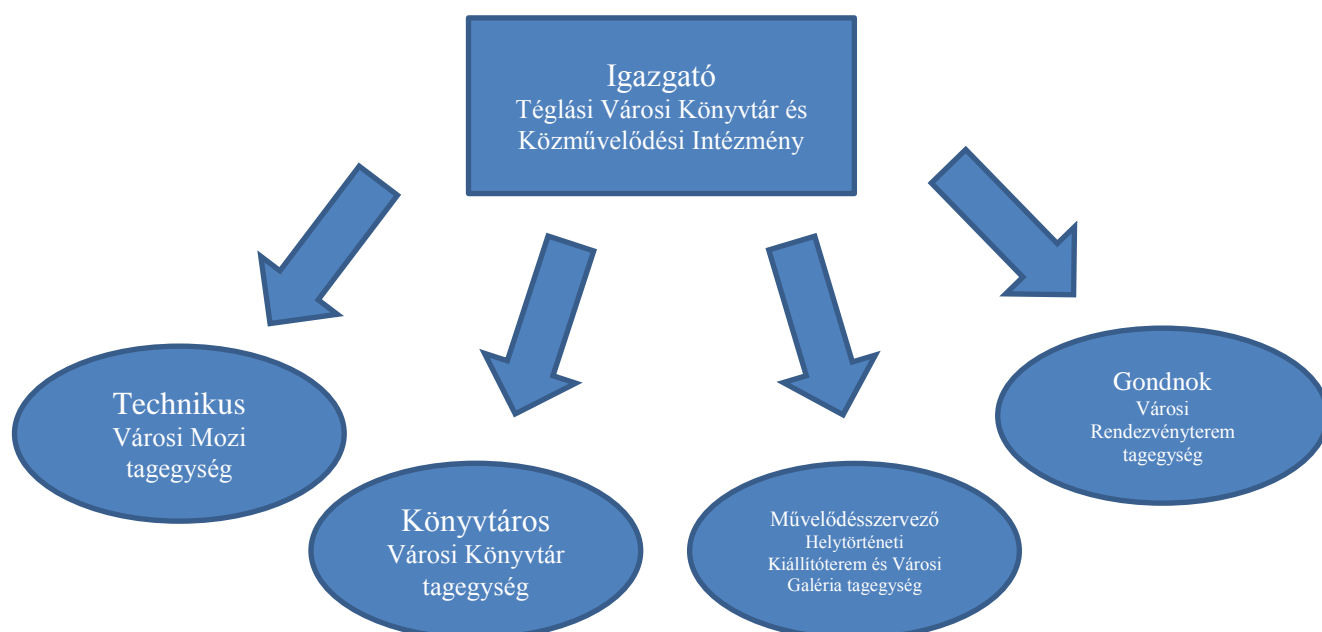 Igazgató
Téglási Városi Könyvtár és
Közművelődési Intézmény
Technikus
Városi Mozi
tagegység
Könyvtáros
Városi Könyvtár
tagegység
Művelődésszervező
Helytörténeti
Kiállítóterem és Városi
Galéria tagegység
Gondnok
Városi
Rendezvényterem
tagegység